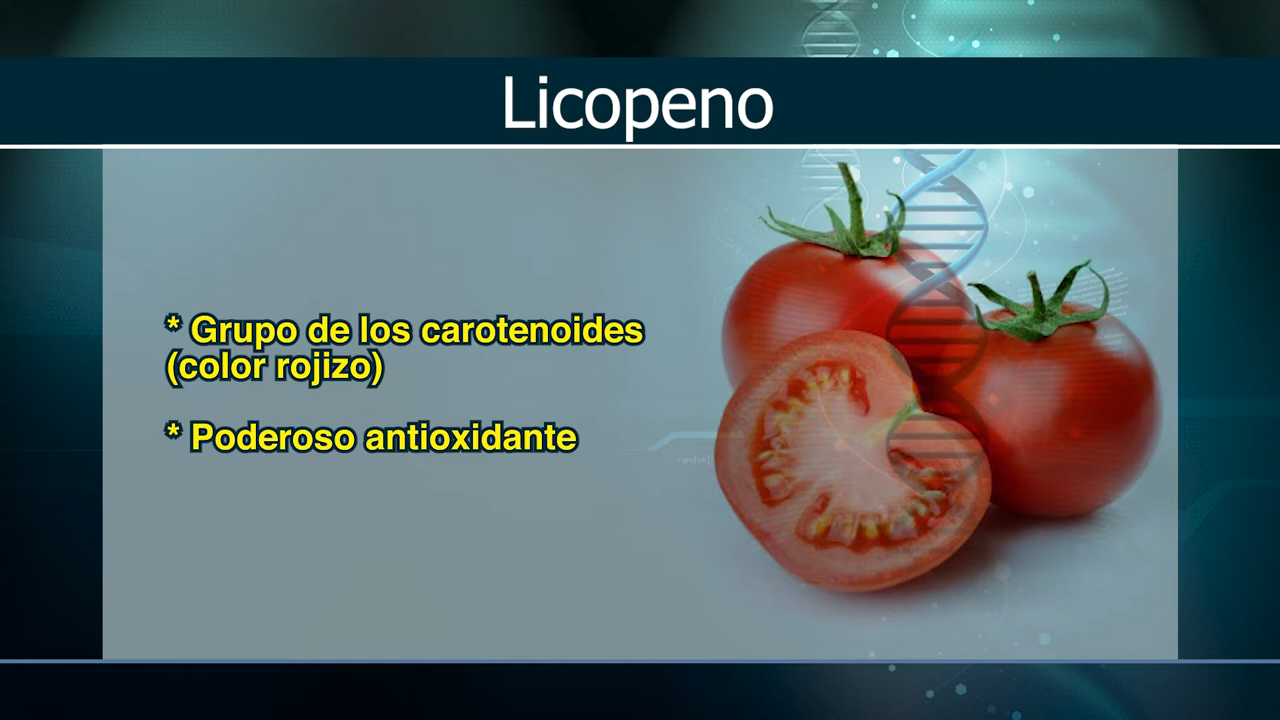 Licopeno
* Grupo de los carotenoides
(color rojizo)
* Poderoso antioxidante